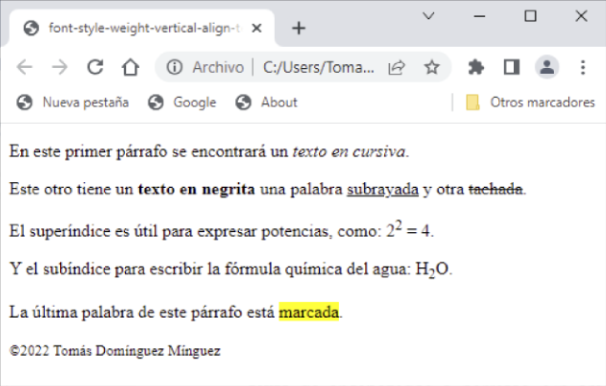 font-style-weight-vertical-align-t
Archivo | C:/Users/Toma...
Nueva pestaña Google About Otros marcadores
En este primer párrafo se encontrará un texto en cursiva.
Este otro tiene un texto en negrita una palabra subrayada y otra tachada.
El superíndice es útil para expresar potencias, como: 2² = 4.
Y el subíndice para escribir la fórmula química del agua: H₂O.
La última palabra de este párrafo está marcada.
©2022 Tomás Domínguez Mínguez